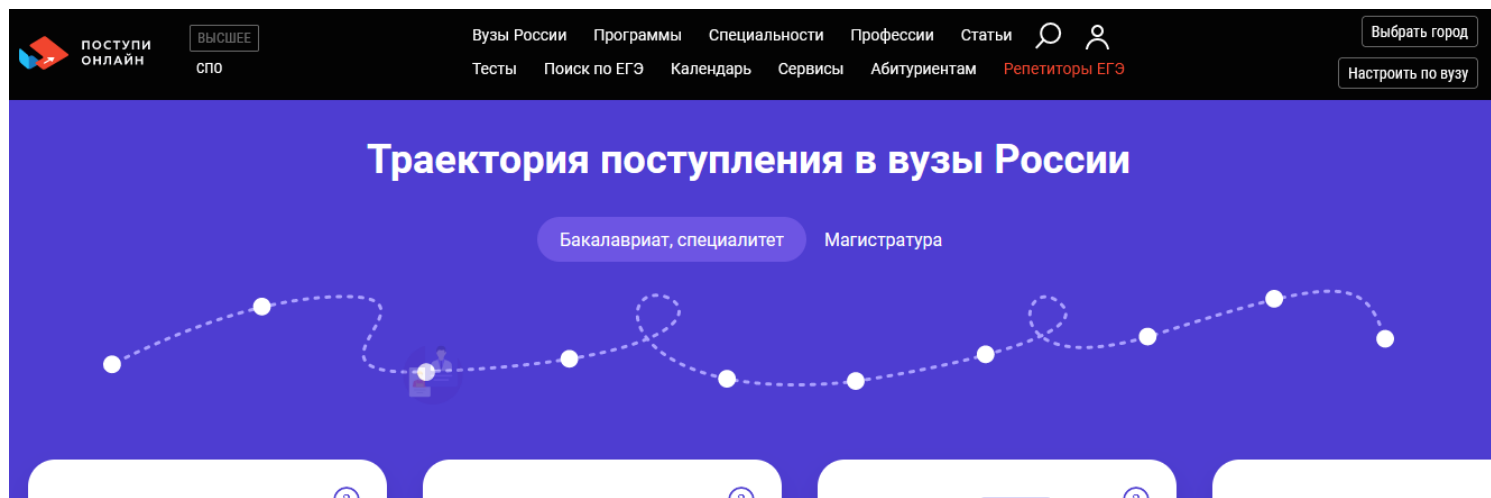 ПОСТУПИ
ОНЛАЙН
ВЫСШЕЕ
СПО
Вузы России Программы Специальности Профессии Статьи
Тесты Поиск по ЕГЭ Календарь Сервисы Абитуриентам Репетиторы ЕГЭ
Выбрать город
Настроить по вузу
Траектория поступления в вузы России
Бакалавриат, специалитет Магистратура